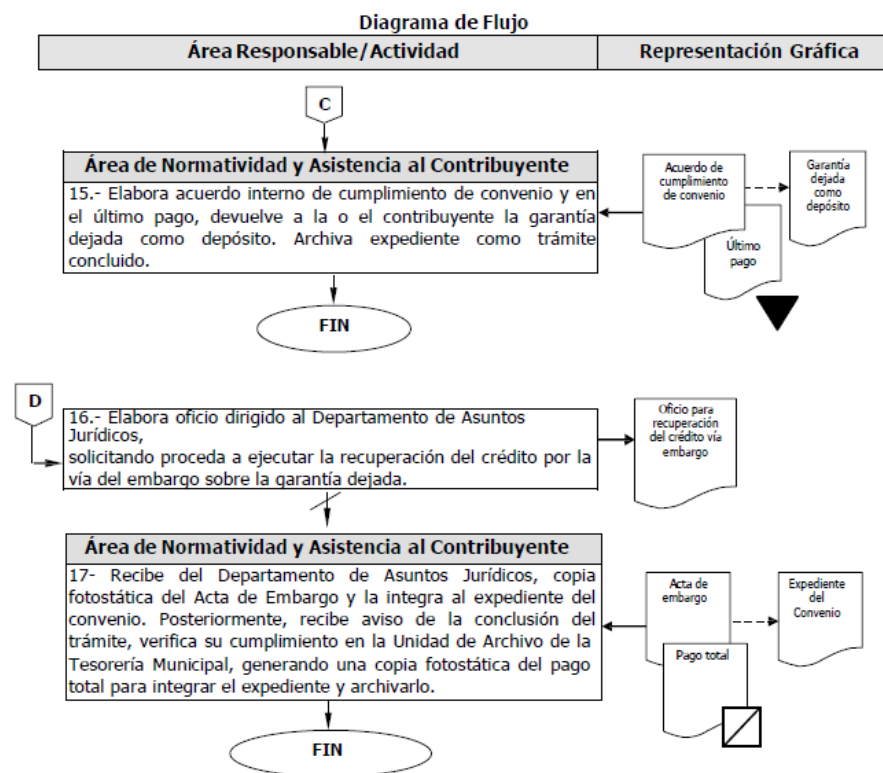 Diagrama de Flujo
Área Responsable/Actividad
Representación Gráfica
C
Área de Normatividad y Asistencia al Contribuyente
15.- Elabora acuerdo interno de cumplimiento de convenio y en
el último pago, devuelve a la o el contribuyente la garantía
dejada como depósito. Archiva expediente como trámite
concluido.
Acuerdo de
cumplimiento
de convenio
Garantía
dejada
como
depósito
Último
pago
FIN
D
16.- Elabora oficio dirigido al Departamento de Asuntos
Jurídicos,
solicitando proceda a ejecutar la recuperación del crédito por la
vía del embargo sobre la garantía dejada.
Oficio para
recuperación
del crédito vía
embargo
Área de Normatividad y Asistencia al Contribuyente
17- Recibe del Departamento de Asuntos Jurídicos, copia
fotostática del Acta de Embargo y la integra al expediente del
convenio. Posteriormente, recibe aviso de la conclusión del
trámite, verifica su cumplimiento en la Unidad de Archivo de la
Tesorería Municipal, generando una copia fotostática del pago
total para integrar el expediente y archivarlo.
Acta de
embargo
Expediente
del
Convenio
Pago total
FIN